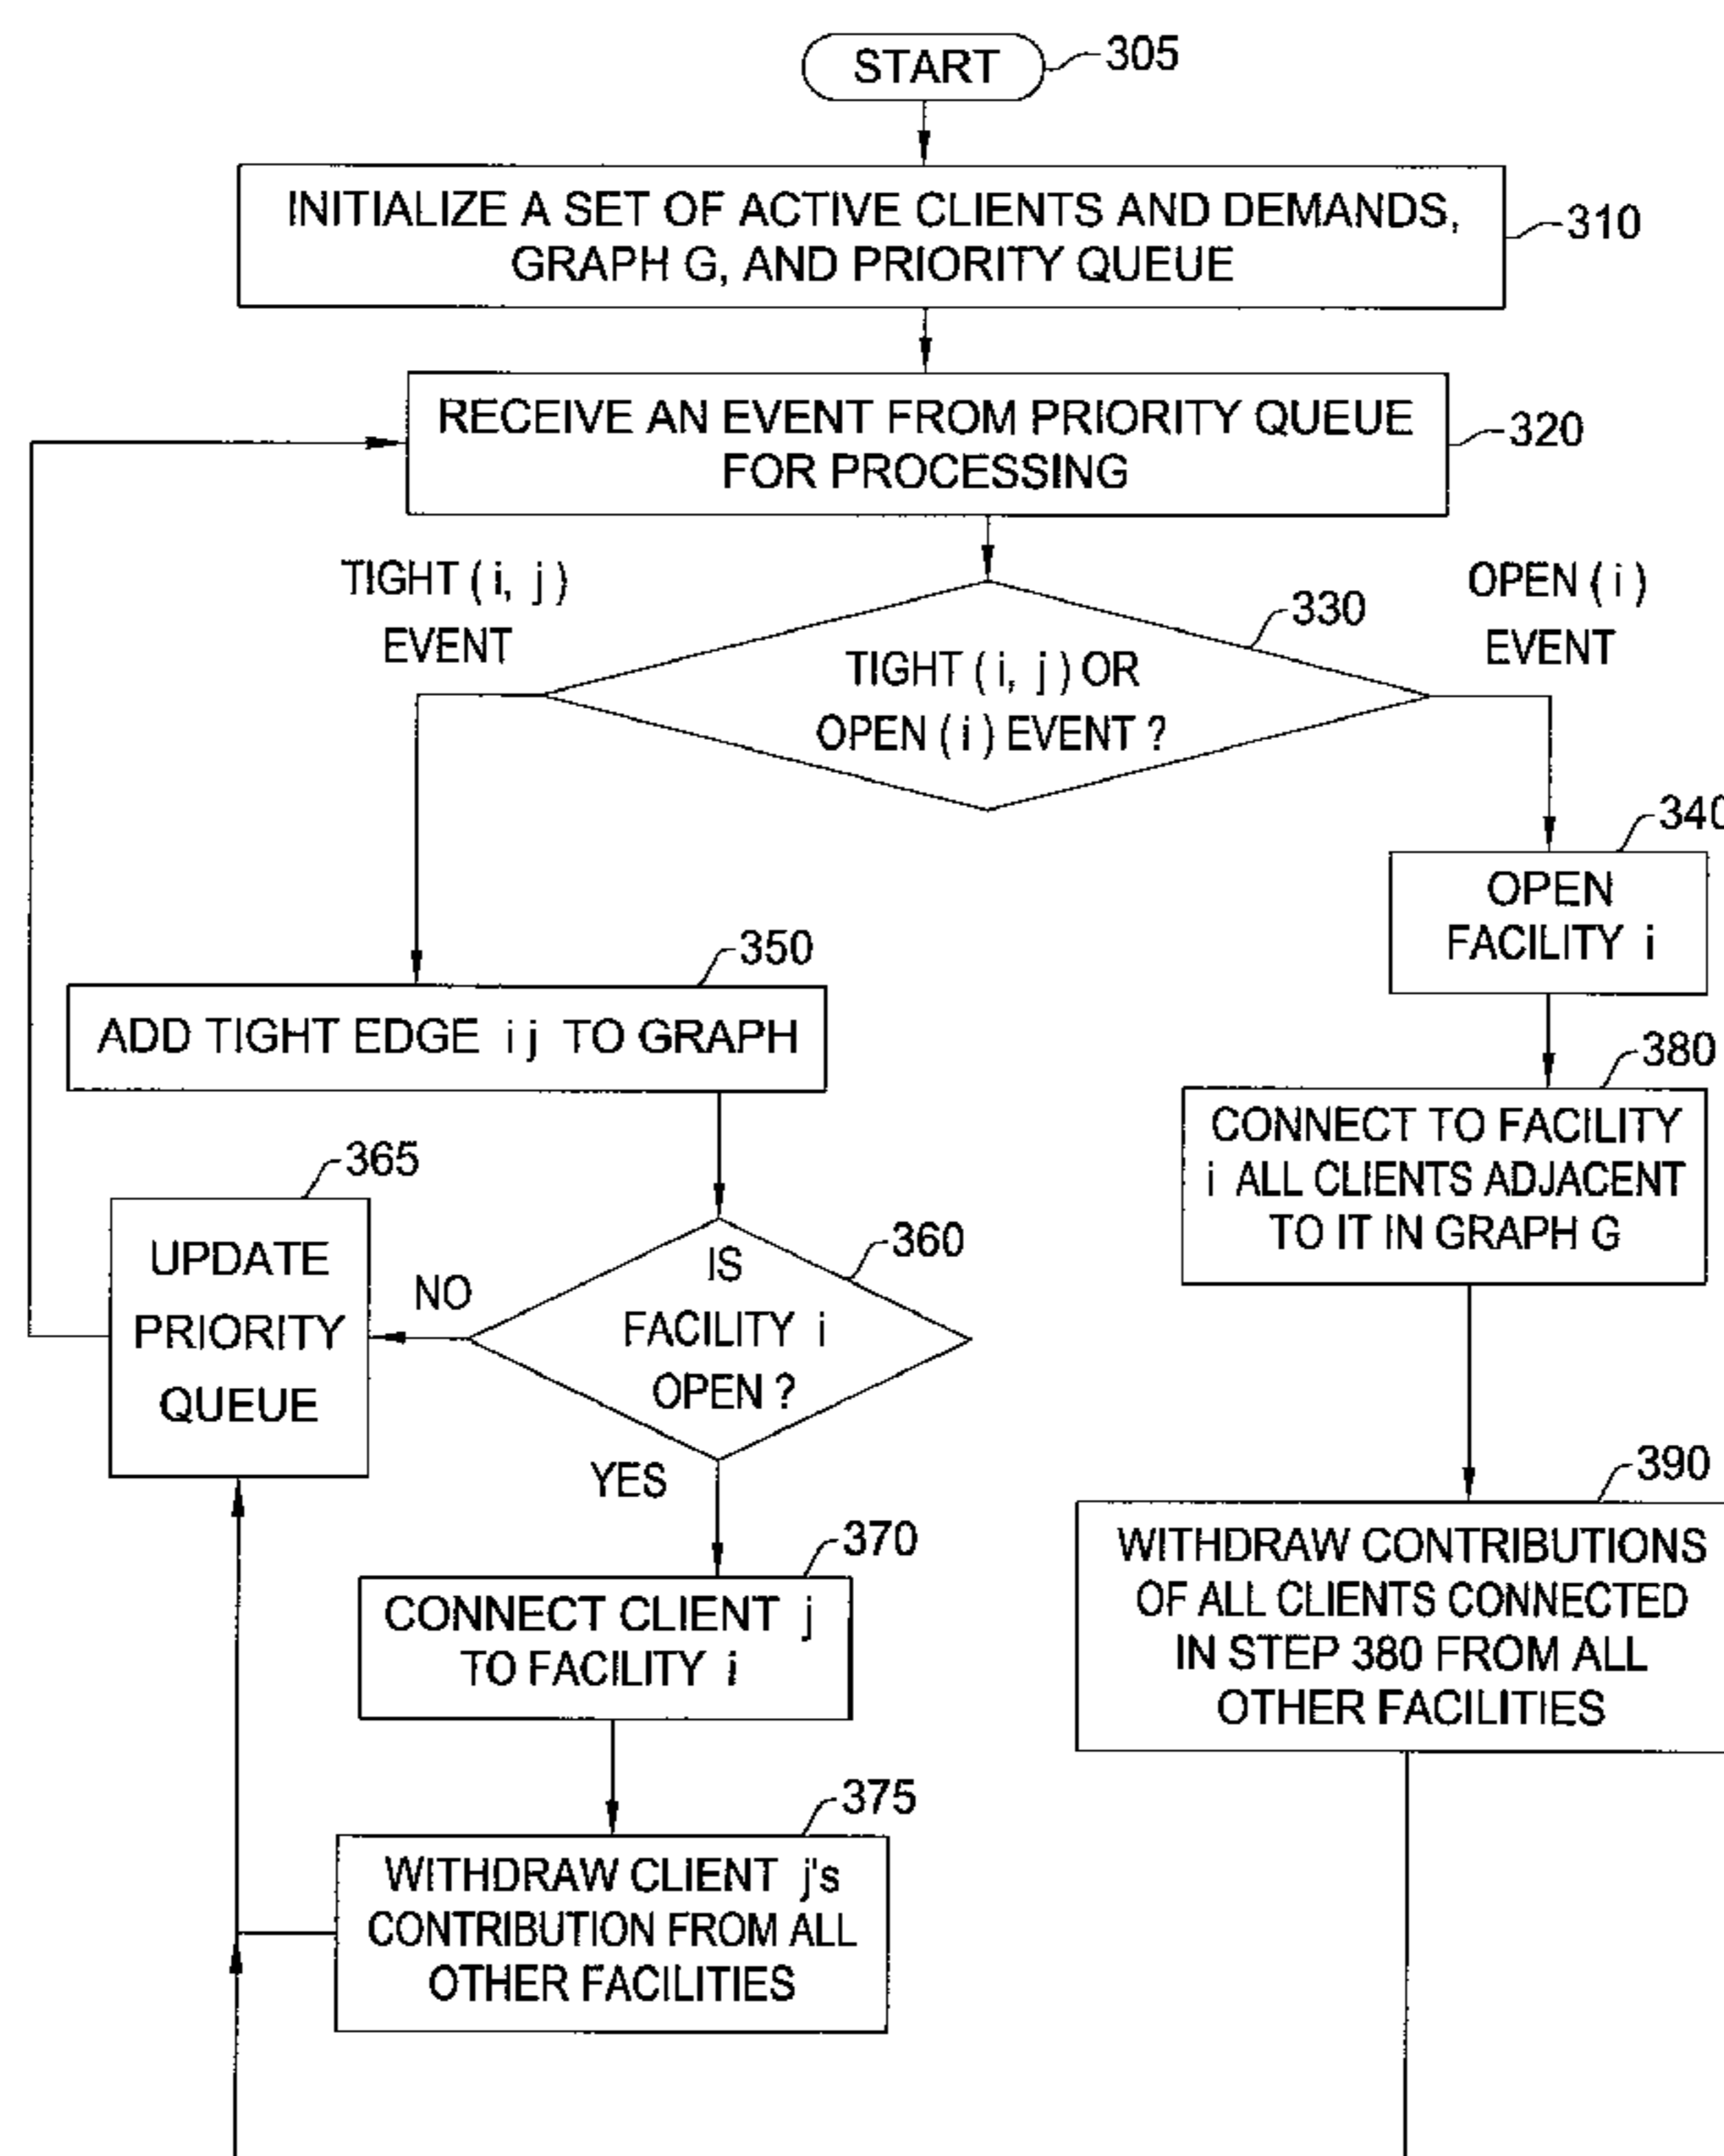 START
305
INITIALIZE A SET OF ACTIVE CLIENTS AND DEMANDS,
GRAPH G, AND PRIORITY QUEUE
310
RECEIVE AN EVENT FROM PRIORITY QUEUE
FOR PROCESSING
320
TIGHT ( i, j )
EVENT
330
TIGHT ( i, j ) OR
OPEN ( i ) EVENT ?
OPEN ( i )
EVENT
340
OPEN
FACILITY i
350
ADD TIGHT EDGE i j TO GRAPH
380
CONNECT TO FACILITY
i ALL CLIENTS ADJACENT
TO IT IN GRAPH G
365
UPDATE
PRIORITY
QUEUE
NO
360
IS
FACILITY i
OPEN ?
YES
370
CONNECT CLIENT j
TO FACILITY i
390
WITHDRAW CONTRIBUTIONS
OF ALL CLIENTS CONNECTED
IN STEP 380 FROM ALL
OTHER FACILITIES
375
WITHDRAW CLIENT j's
CONTRIBUTION FROM ALL
OTHER FACILITIES